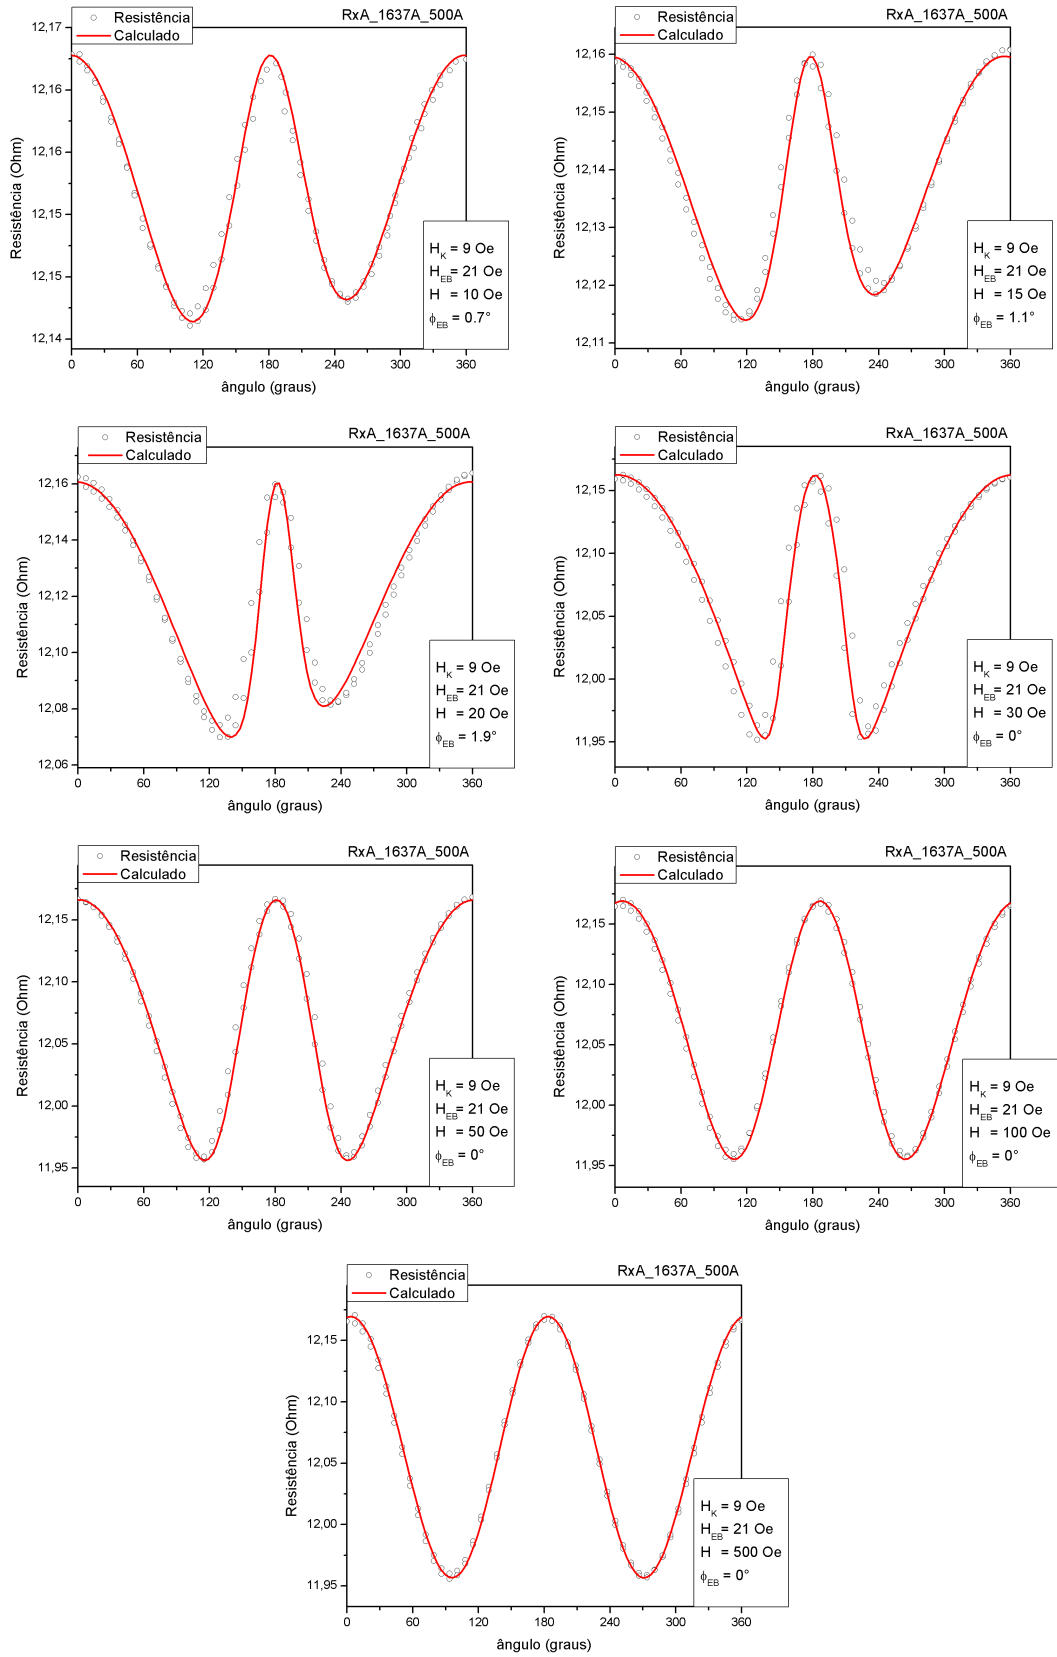 RxA_1637A_500A
Resistência
Calculado
12,17
12,16
12,16
12,15
12,15
12,14
Resistência (Ohm)
H_K = 9 Oe
H_EB = 21 Oe
H = 10 Oe
ϕ_EB = 0.7°
0 60 120 180 240 300 360
ângulo (graus)
RxA_1637A_500A
Resistência
Calculado
12,16
12,15
12,14
12,13
12,12
12,11
Resistência (Ohm)
H_K = 9 Oe
H_EB = 21 Oe
H = 15 Oe
ϕ_EB = 1.1°
0 60 120 180 240 300 360
ângulo (graus)
RxA_1637A_500A
Resistência
Calculado
12,16
12,14
12,12
12,10
12,08
12,06
Resistência (Ohm)
H_K = 9 Oe
H_EB= 21 Oe
H = 20 Oe
ϕ_EB = 1.9°
0 60 120 180 240 300 360
ângulo (graus)
RxA_1637A_500A
Resistência
Calculado
12,15
12,10
12,05
12,00
11,95
Resistência (Ohm)
H_K = 9 Oe
H_EB= 21 Oe
H = 30 Oe
ϕ_EB = 0°
0 60 120 180 240 300 360
ângulo (graus)
RxA_1637A_500A
Resistência
Calculado
12,15
12,10
12,05
12,00
11,95
Resistência (Ohm)
H_K = 9 Oe
H_EB= 21 Oe
H = 50 Oe
ϕ_EB = 0°
0 60 120 180 240 300 360
ângulo (graus)
RxA_1637A_500A
Resistência
Calculado
12,15
12,10
12,05
12,00
11,95
Resistência (Ohm)
H_K = 9 Oe
H_EB= 21 Oe
H = 100 Oe
ϕ_EB = 0°
0 60 120 180 240 300 360
ângulo (graus)
RxA_1637A_500A
Resistência
Calculado
12,15
12,10
12,05
12,00
11,95
Resistência (Ohm)
H_K = 9 Oe
H_EB= 21 Oe
H = 500 Oe
ϕ_EB = 0°
0 60 120 180 240 300 360
ângulo (graus)